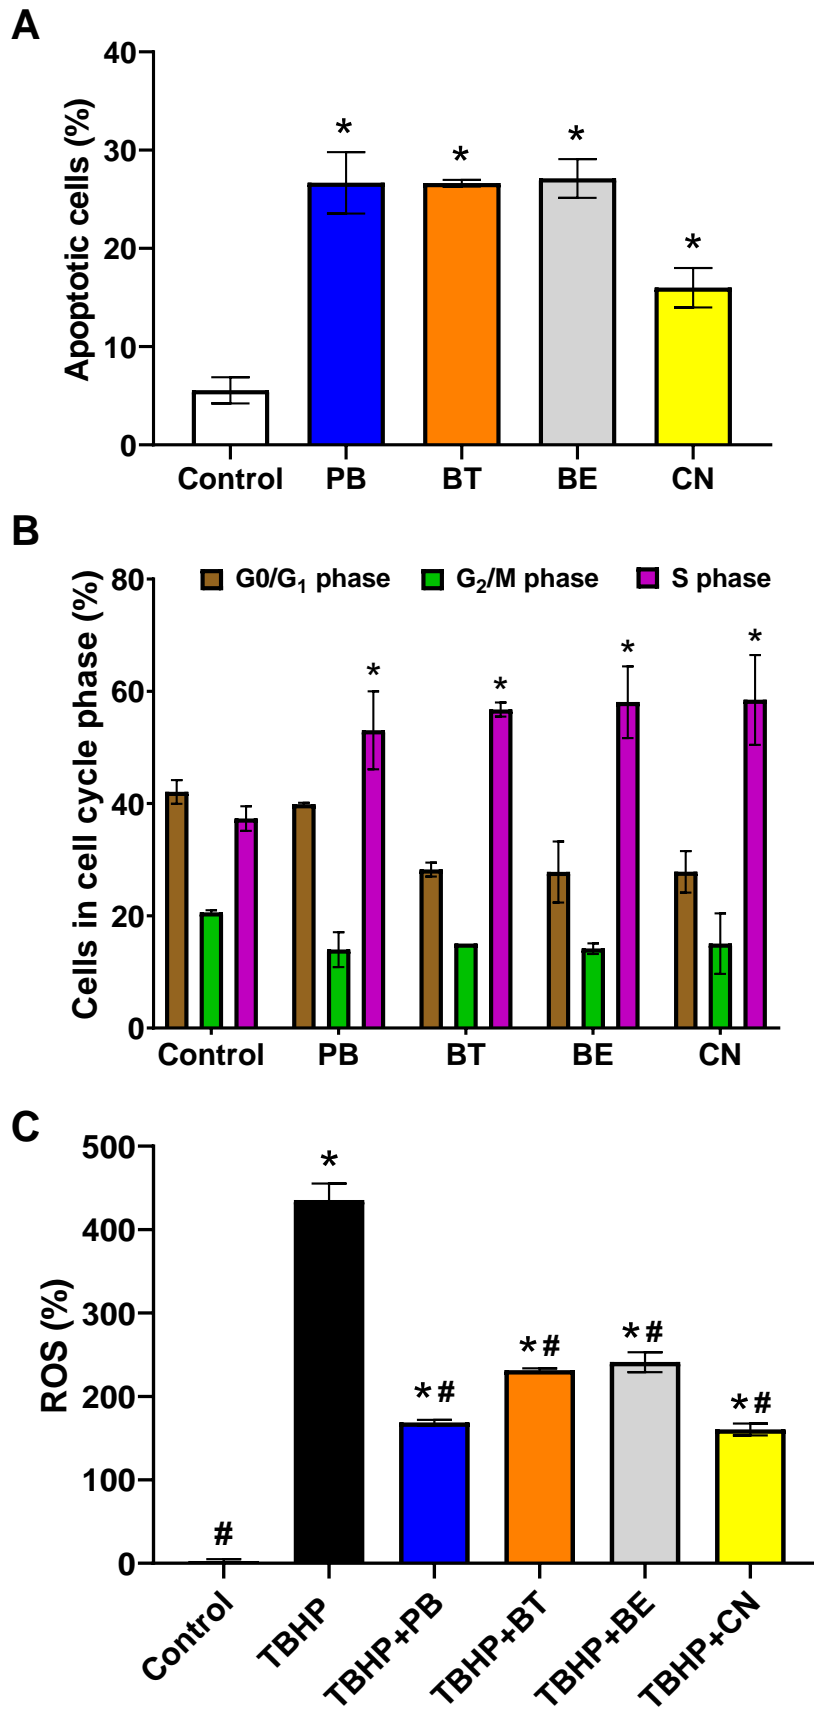 A
Apoptotic cells (%)
40
30
20
10
0
*
*
*
*
Control PB BT BE CN
B
Cells in cell cycle phase (%)
G0/G₁ phase G₂/M phase S phase
80
60
40
20
0
*
*
*
*
Control PB BT BE CN
C
ROS (%)
500
400
300
200
100
0
#
*
*#
*#
*#
*#
Control
TBHP
TBHP+PB
TBHP+BT
TBHP+BE
TBHP+CN